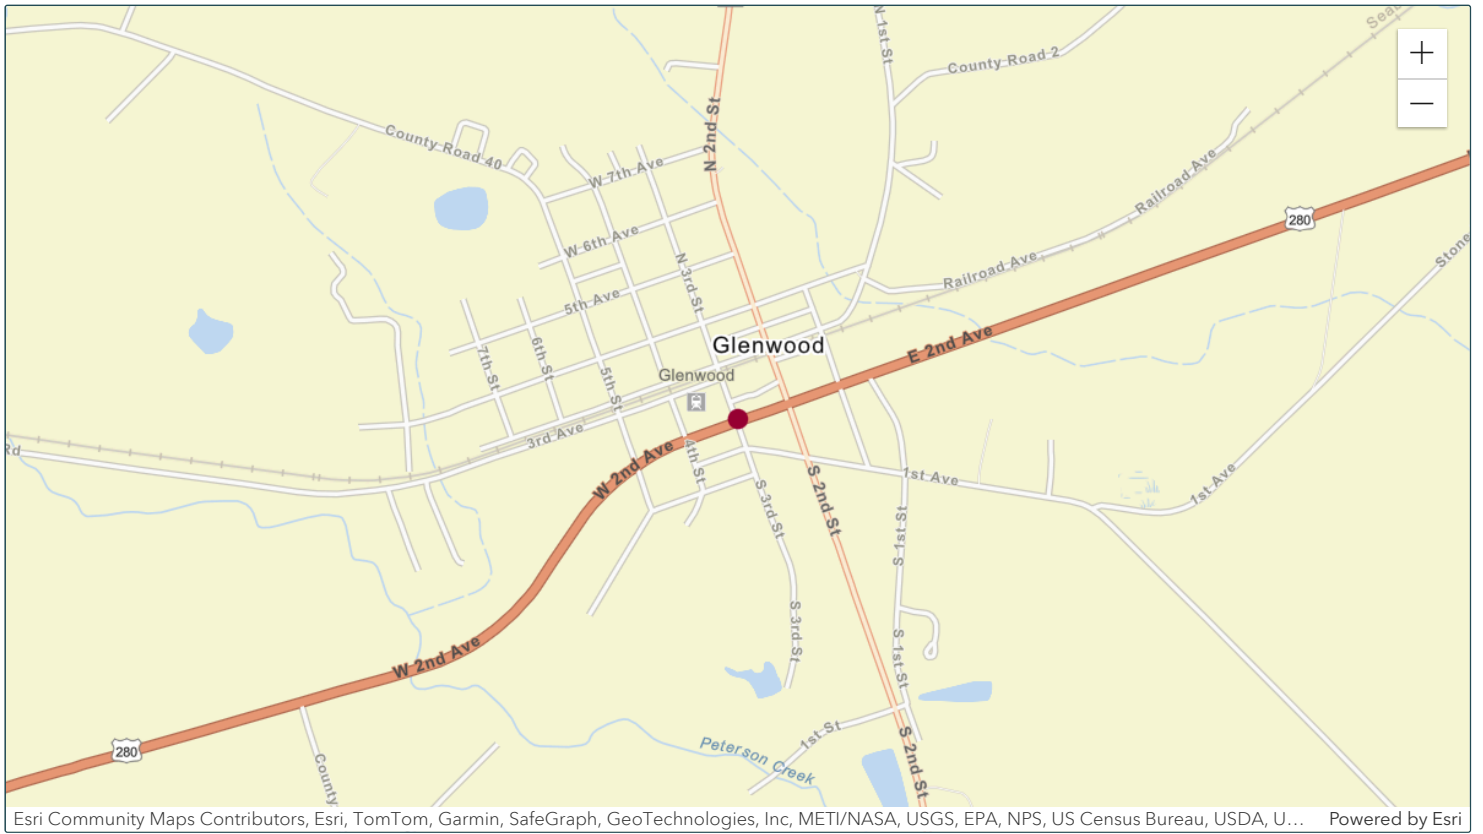 Seab
N 1st St
County Road 2
+
−
N 2nd St
County Road 40
W 7th Ave
Railroad Ave
280
W 6th Ave
Stone
N 3rd St
Railroad Ave
5th Ave
E 2nd Ave
Glenwood
7th St
6th St
5th St
Glenwood
3rd Ave
Rd
W 2nd Ave
4th St
1st Ave
1st Ave
S 3rd St
S 2nd St
S 1st St
S 3rd St
S 1st St
W 2nd Ave
280
County
1st St
Peterson Creek
S 2nd St
Esri Community Maps Contributors, Esri, TomTom, Garmin, SafeGraph, GeoTechnologies, Inc, METI/NASA, USGS, EPA, NPS, US Census Bureau, USDA, U... Powered by Esri